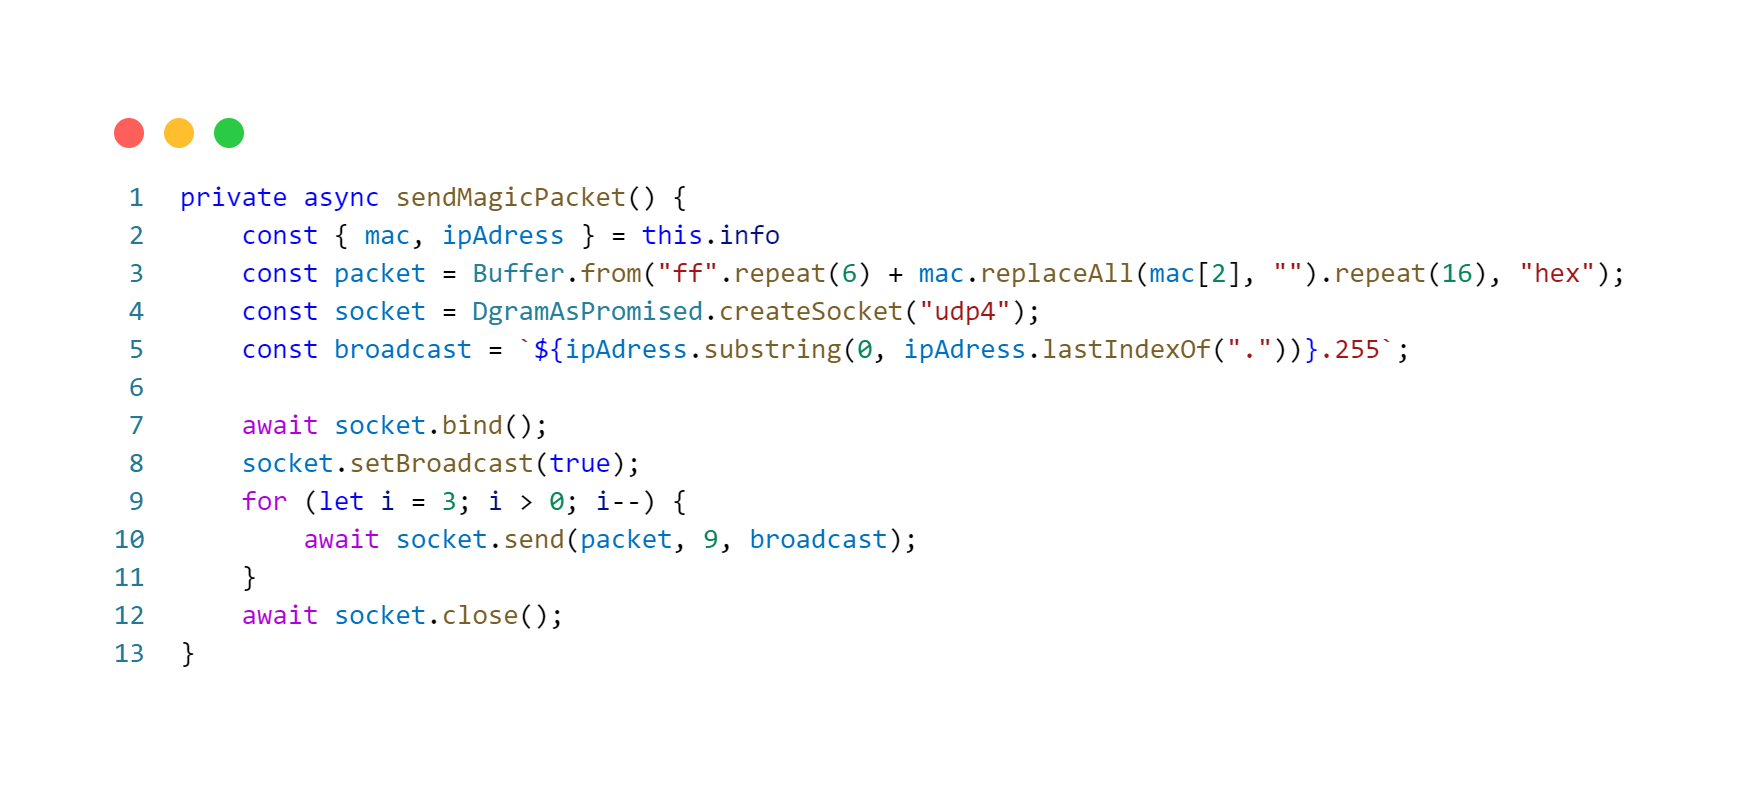 1 private async sendMagicPacket() {
2     const { mac, ipAdress } = this.info
3     const packet = Buffer.from("ff".repeat(6) + mac.replaceAll(mac[2], "").repeat(16), "hex");
4     const socket = DgramAsPromised.createSocket("udp4");
5     const broadcast = `${ipAdress.substring(0, ipAdress.lastIndexOf("."))}.255`;
6
7     await socket.bind();
8     socket.setBroadcast(true);
9     for (let i = 3; i > 0; i--) {
10         await socket.send(packet, 9, broadcast);
11     }
12     await socket.close();
13 }